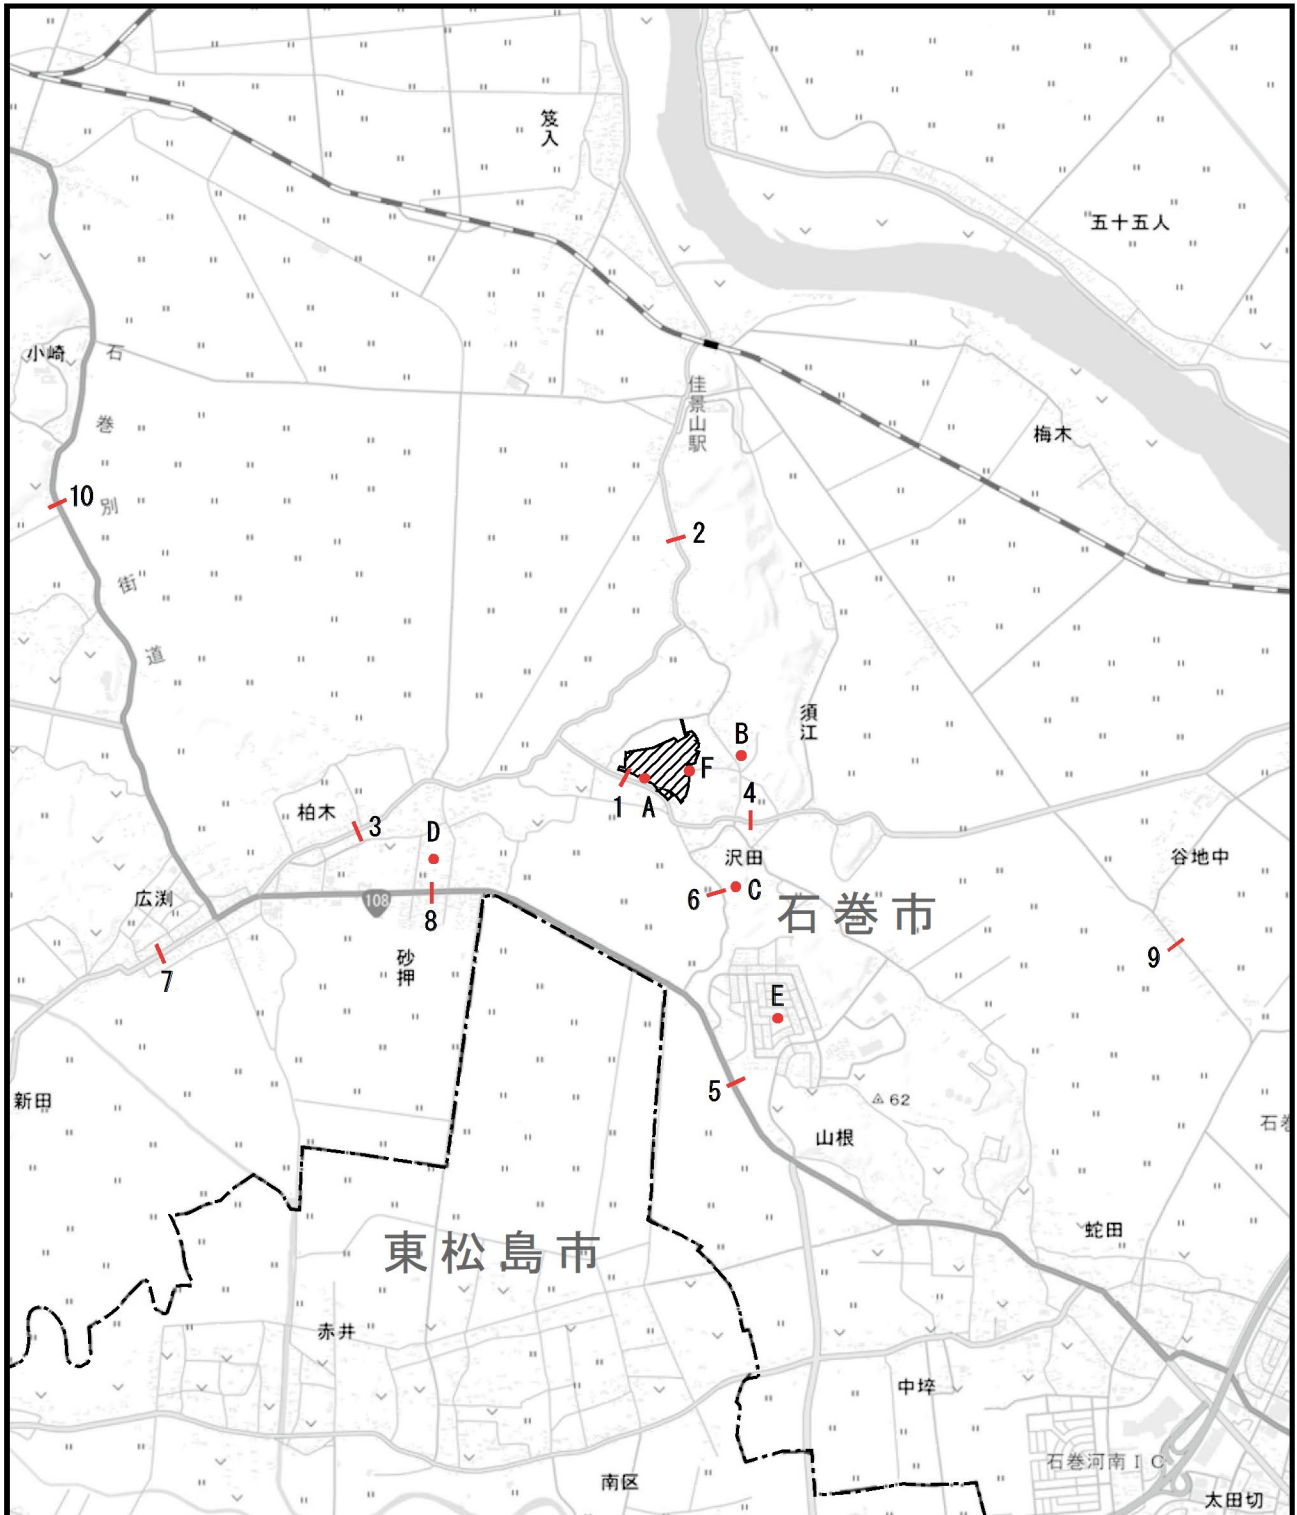 笈入
五十五人
小崎
石巻別街道
佳景山駅
梅木
10
2
須江
B
F
1
A
4
柏木
3
D
沢田
谷地中
広渕
108
6
C
石巻市
8
9
7
砂押
E
5
新田
62
山根
石巻
東松島市
蛇田
赤井
中埣
石巻河南IC
南区
太田切